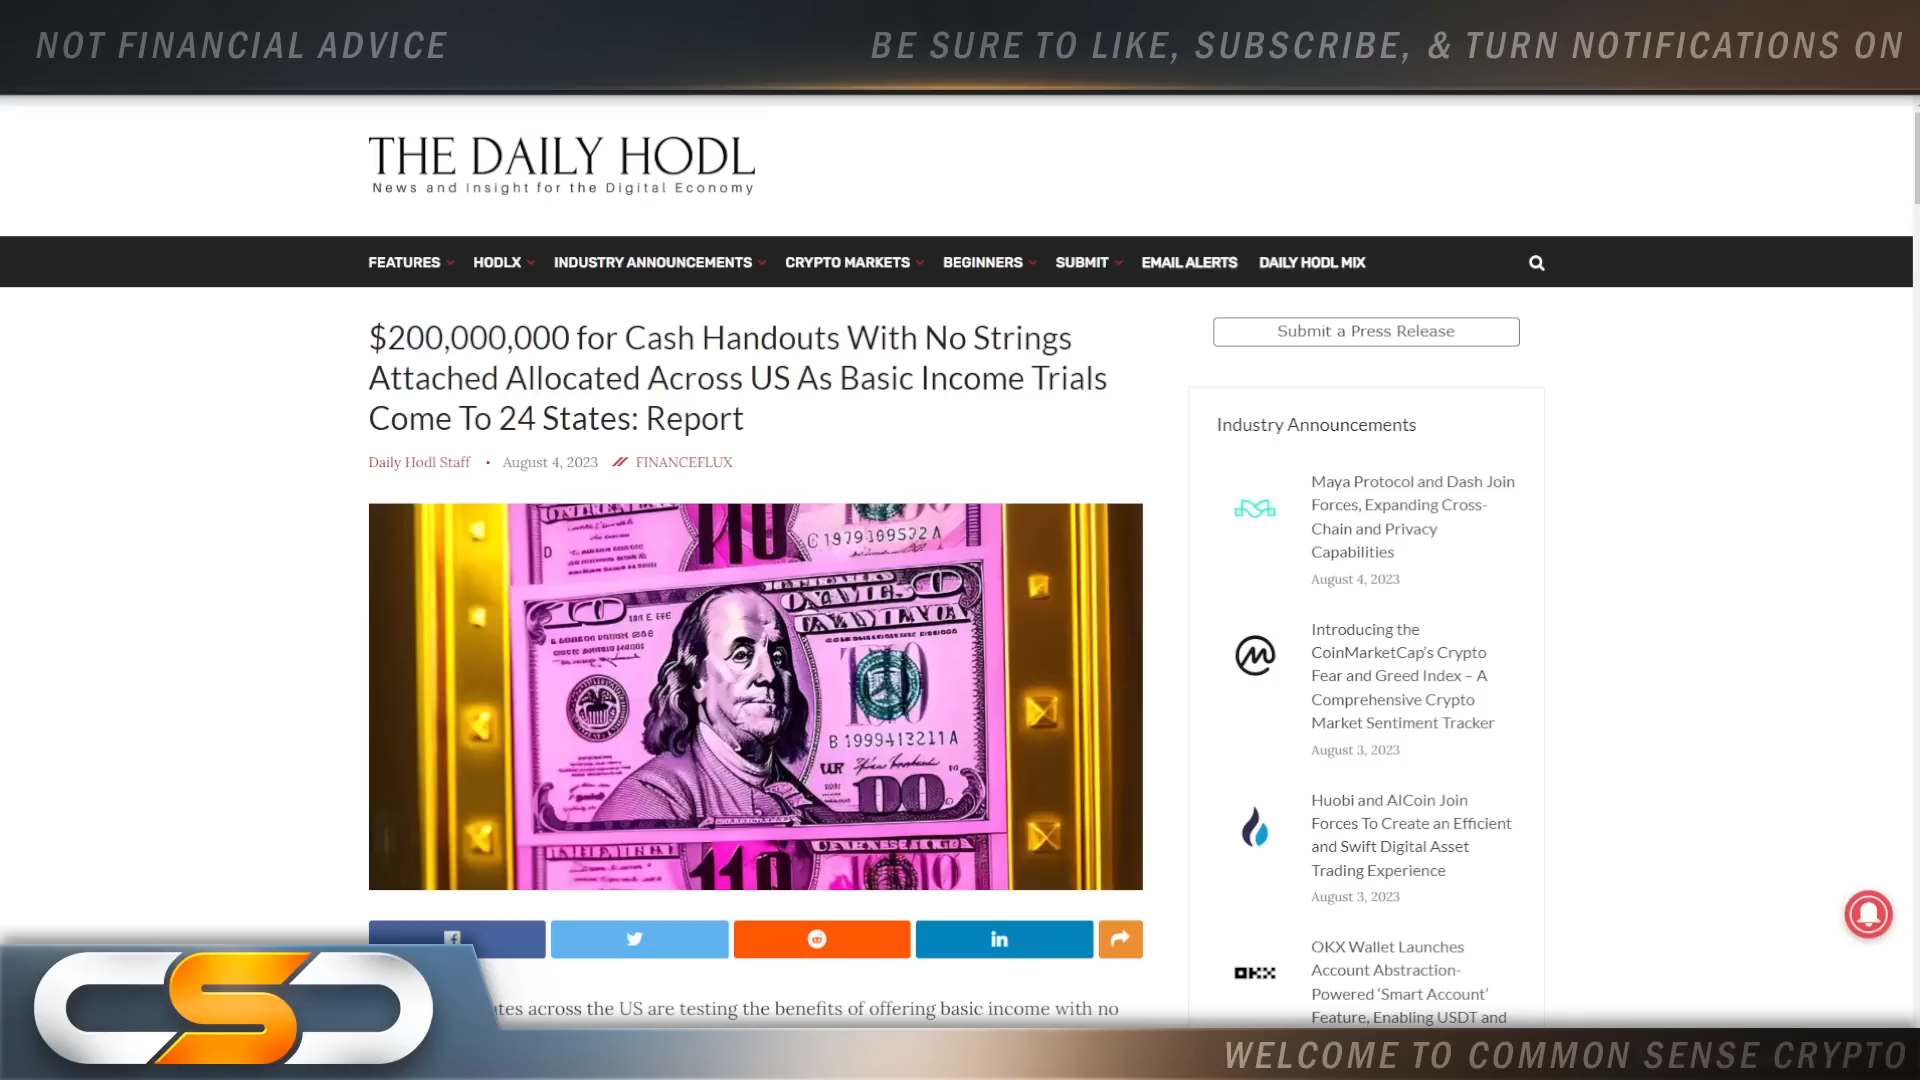 NOT FINANCIAL ADVICE
BE SURE TO LIKE, SUBSCRIBE, & TURN NOTIFICATIONS ON
THE DAILY HODL
News and Insight for the Digital Economy
FEATURES HODLX INDUSTRY ANNOUNCEMENTS CRYPTO MARKETS BEGINNERS SUBMIT EMAIL ALERTS DAILY HODL MIX
$200,000,000 for Cash Handouts With No Strings
Attached Allocated Across US As Basic Income Trials
Come To 24 States: Report
Daily Hodl Staff • August 4, 2023 // FINANCEFLUX
C 1979109522 A
B 1999413211A
tes across the US are testing the benefits of offering basic income with no
Submit a Press Release
Industry Announcements
Maya Protocol and Dash Join
Forces, Expanding Cross-
Chain and Privacy
Capabilities
August 4, 2023
Introducing the
CoinMarketCap's Crypto
Fear and Greed Index – A
Comprehensive Crypto
Market Sentiment Tracker
August 3, 2023
Huobi and AICoin Join
Forces To Create an Efficient
and Swift Digital Asset
Trading Experience
August 3, 2023
OKX
OKX Wallet Launches
Account Abstraction-
Powered 'Smart Account'
Feature, Enabling USDT and
CSC
WELCOME TO COMMON SENSE CRYPTO